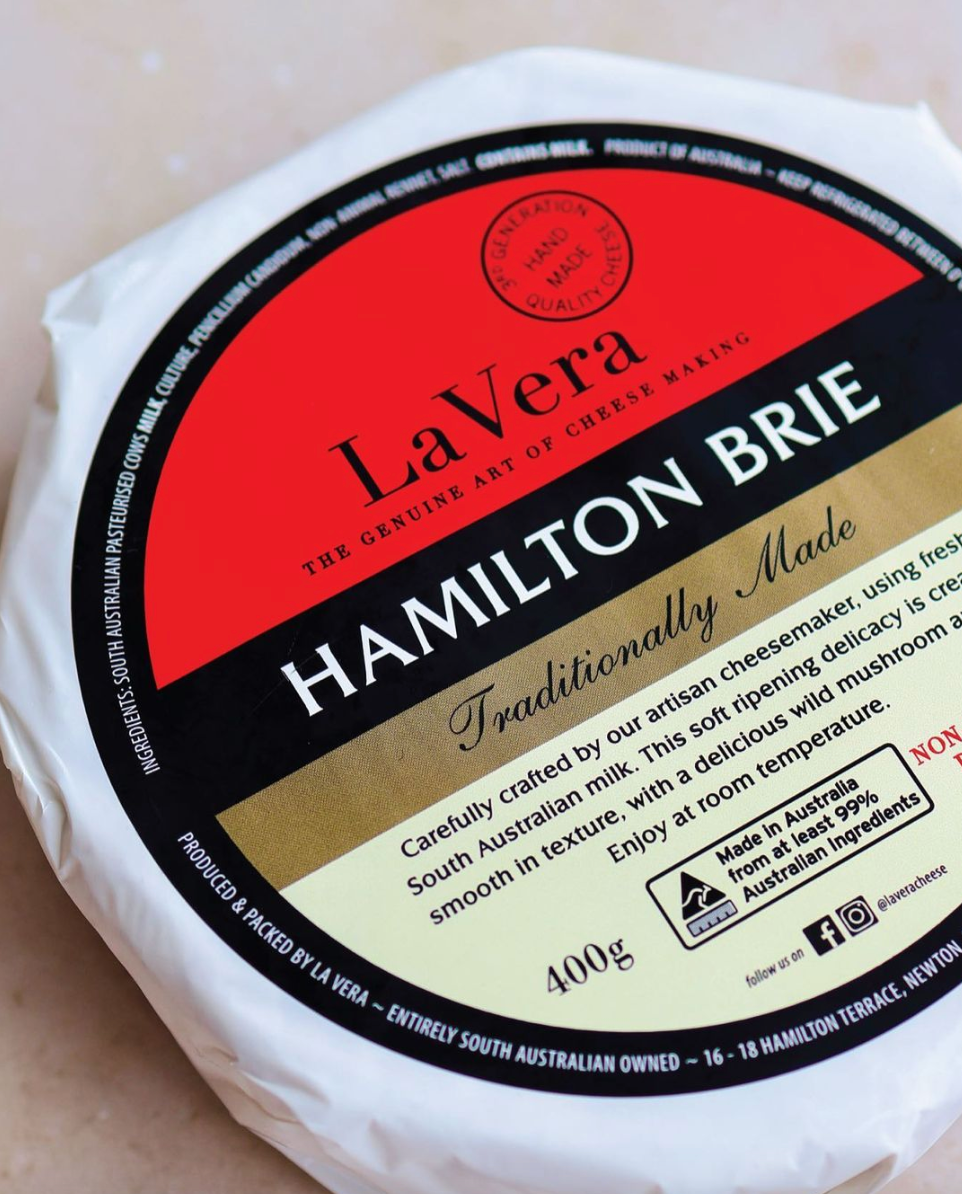 INGREDIENTS: SOUTH AUSTRALIAN PASTEURISED COWS MILK. CULTURE, PENICILLIUM CANDIDUM, NON ANIMAL RENNET, SALT. CONTAINS MILK. PRODUCT OF AUSTRALIA ~ KEEP REFRIGERATED BETWEEN
3RD GENERATION
HAND
MADE
QUALITY CHEESE
La Vera
THE GENUINE ART OF CHEESE MAKING
HAMILTON BRIE
Traditionally Made
Carefully crafted by our artisan cheesemaker, using fresh
South Australian milk. This soft ripening delicacy is
smooth in texture, with a delicious wild mushroom
Enjoy at room temperature.
NON
Made in Australia
from at least 99%
Australian Ingredients
400g
follow us on @laveracheese
PRODUCED & PACKED BY LA VERA ~ ENTIRELY SOUTH AUSTRALIAN OWNED ~ 16 - 18 HAMILTON TERRACE, NEWTON